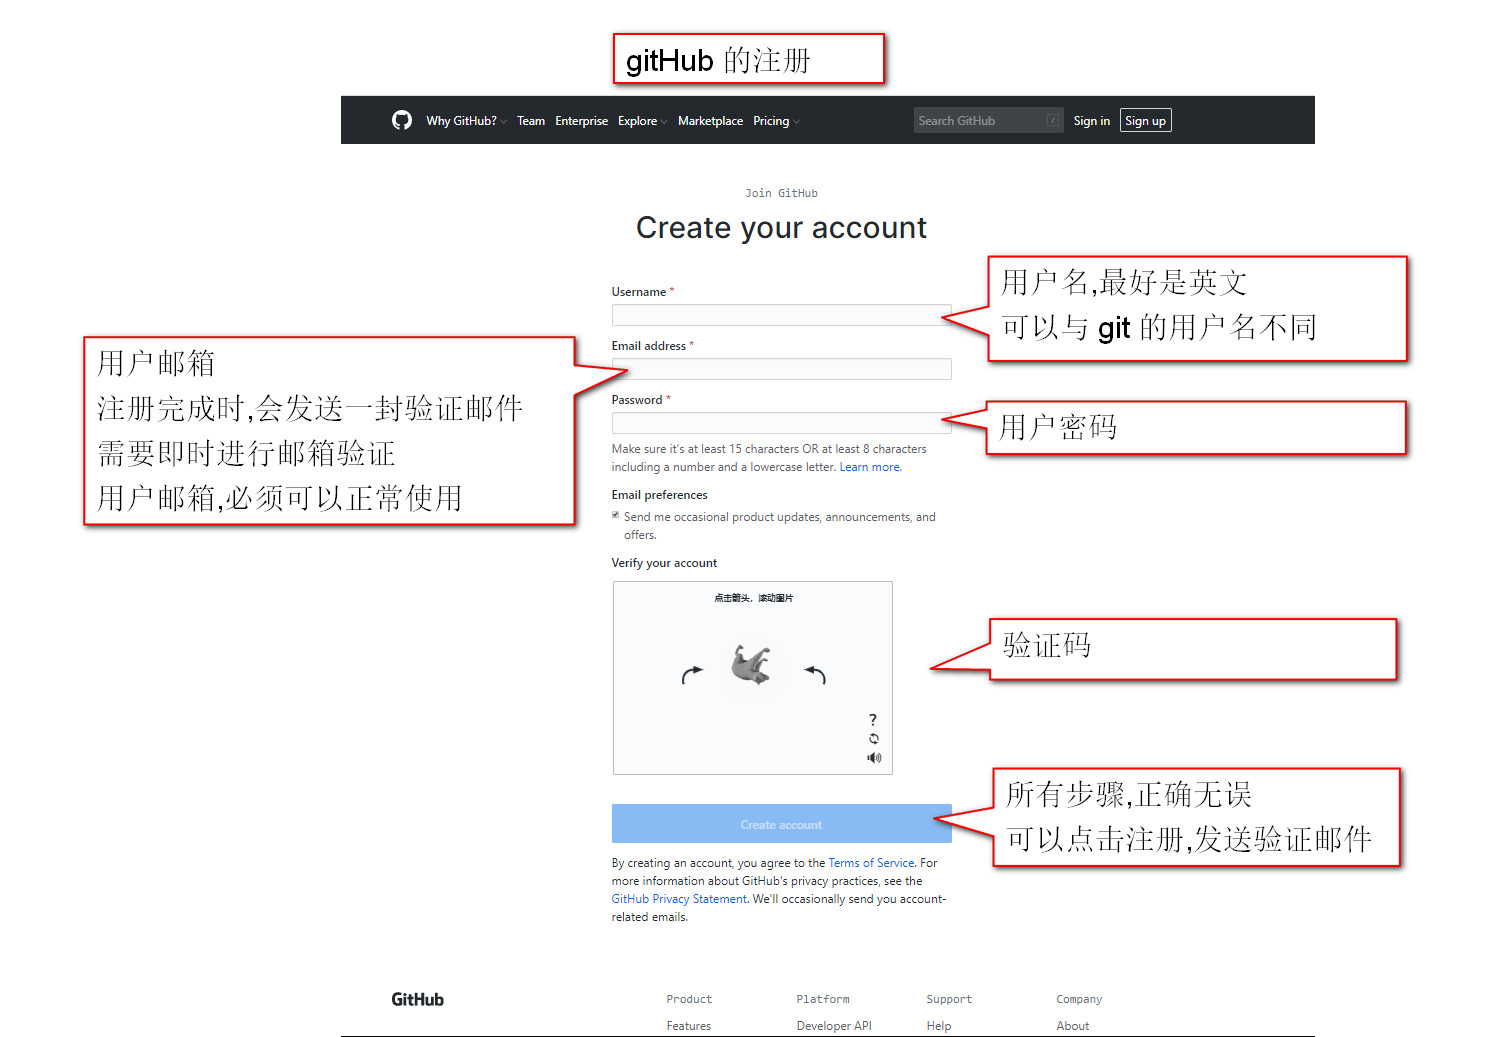 gitHub 的注册
Why GitHub? Team Enterprise Explore Marketplace Pricing Search GitHub / Sign in Sign up
Join GitHub
Create your account
Username *
用户名,最好是英文
可以与 git 的用户名不同
Email address *
用户邮箱
注册完成时,会发送一封验证邮件
需要即时进行邮箱验证
用户邮箱,必须可以正常使用
Password *
用户密码
Make sure it's at least 15 characters OR at least 8 characters
including a number and a lowercase letter. Learn more.
Email preferences
Send me occasional product updates, announcements, and
offers.
Verify your account
点击箭头，滚动图片
?
验证码
Create account
所有步骤,正确无误
可以点击注册,发送验证邮件
By creating an account, you agree to the Terms of Service. For
more information about GitHub's privacy practices, see the
GitHub Privacy Statement. We'll occasionally send you account-
related emails.
GitHub Product Platform Support Company
Features Developer API Help About